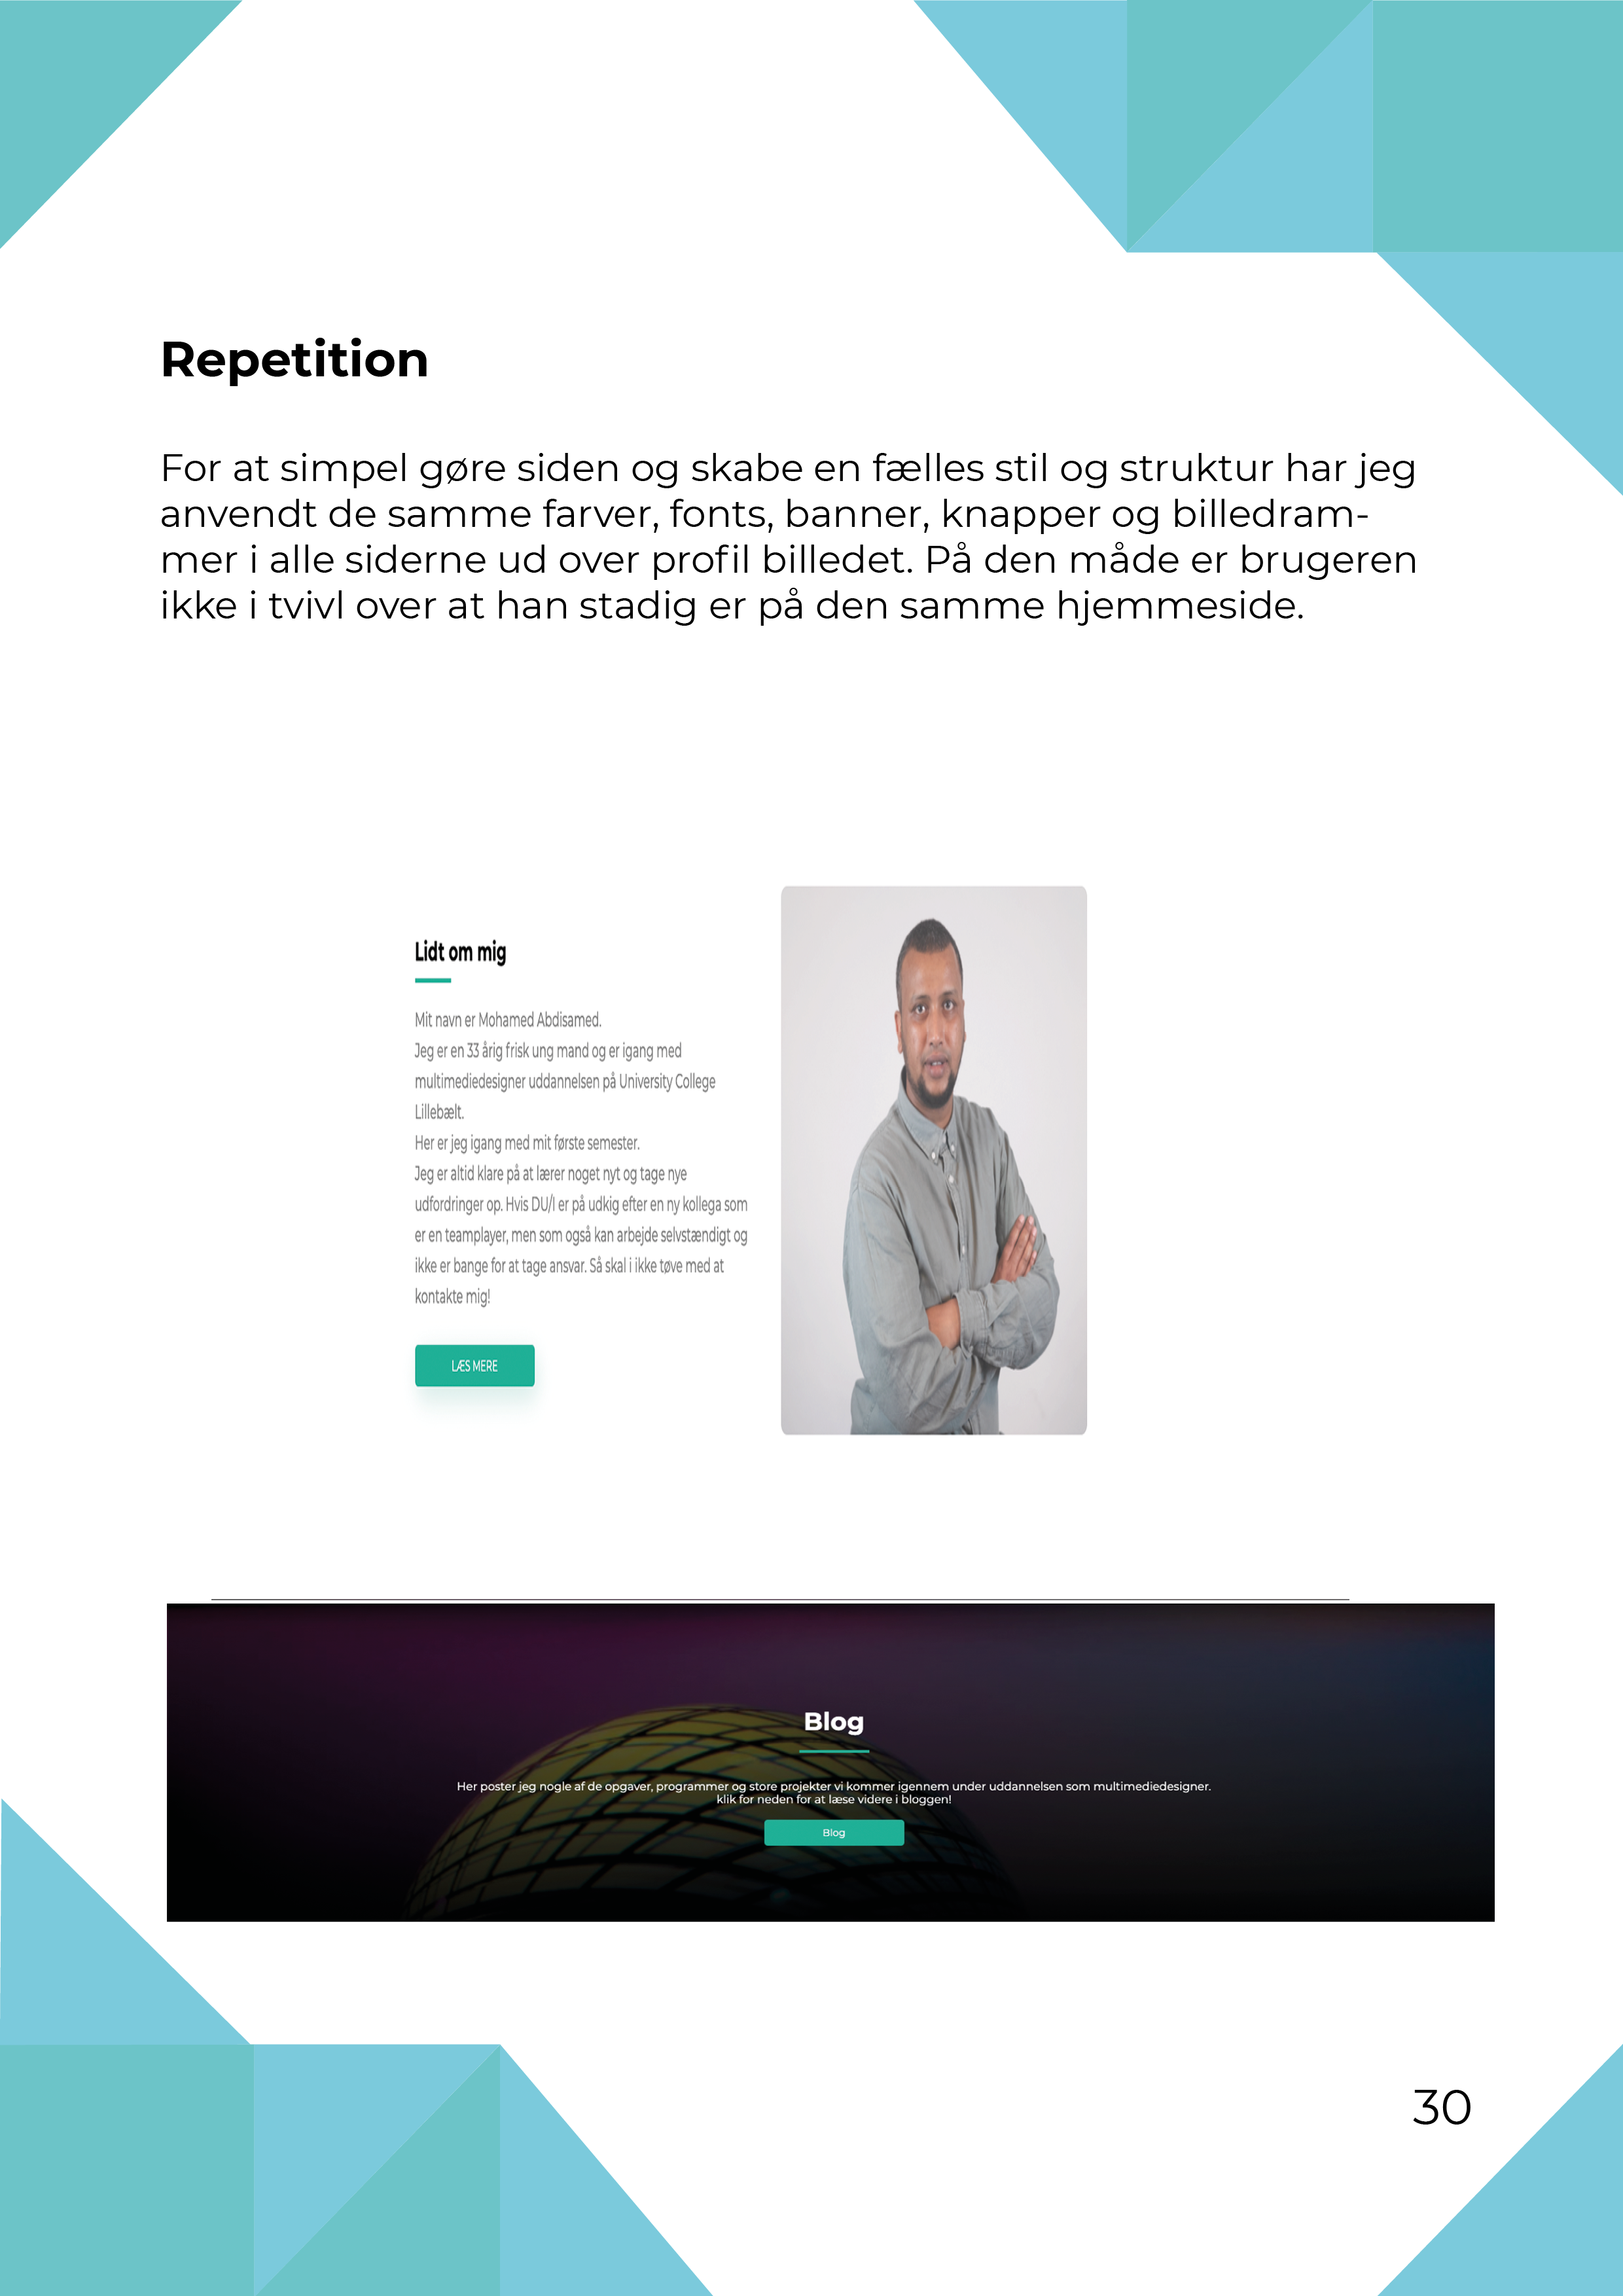 Repetition
For at simpel gøre siden og skabe en fælles stil og struktur har jeg
anvendt de samme farver, fonts, banner, knapper og billedram-
mer i alle siderne ud over profil billedet. På den måde er brugeren
ikke i tvivl over at han stadig er på den samme hjemmeside.
Lidt om mig
Mit navn er Mohamed Abdisamed.
Jeg er en 33 årig frisk ung mand og er igang med
multimediedesigner uddannelsen på University College
Lillebælt.
Her er jeg igang med mit første semester.
Jeg er altid klare på at lærer noget nyt og tage nye
udfordringer op. Hvis DU/I er på udkig efter en ny kollega som
er en teamplayer, men som også kan arbejde selvstændigt og
ikke er bange for at tage ansvar. Så skal i ikke tøve med at
kontakte mig!
LÆS MERE
Blog
Her poster jeg nogle af de opgaver, programmer og store projekter vi kommer igennem under uddannelsen som multimediedesigner.
klik for neden for at læse videre i bloggen!
Blog
30